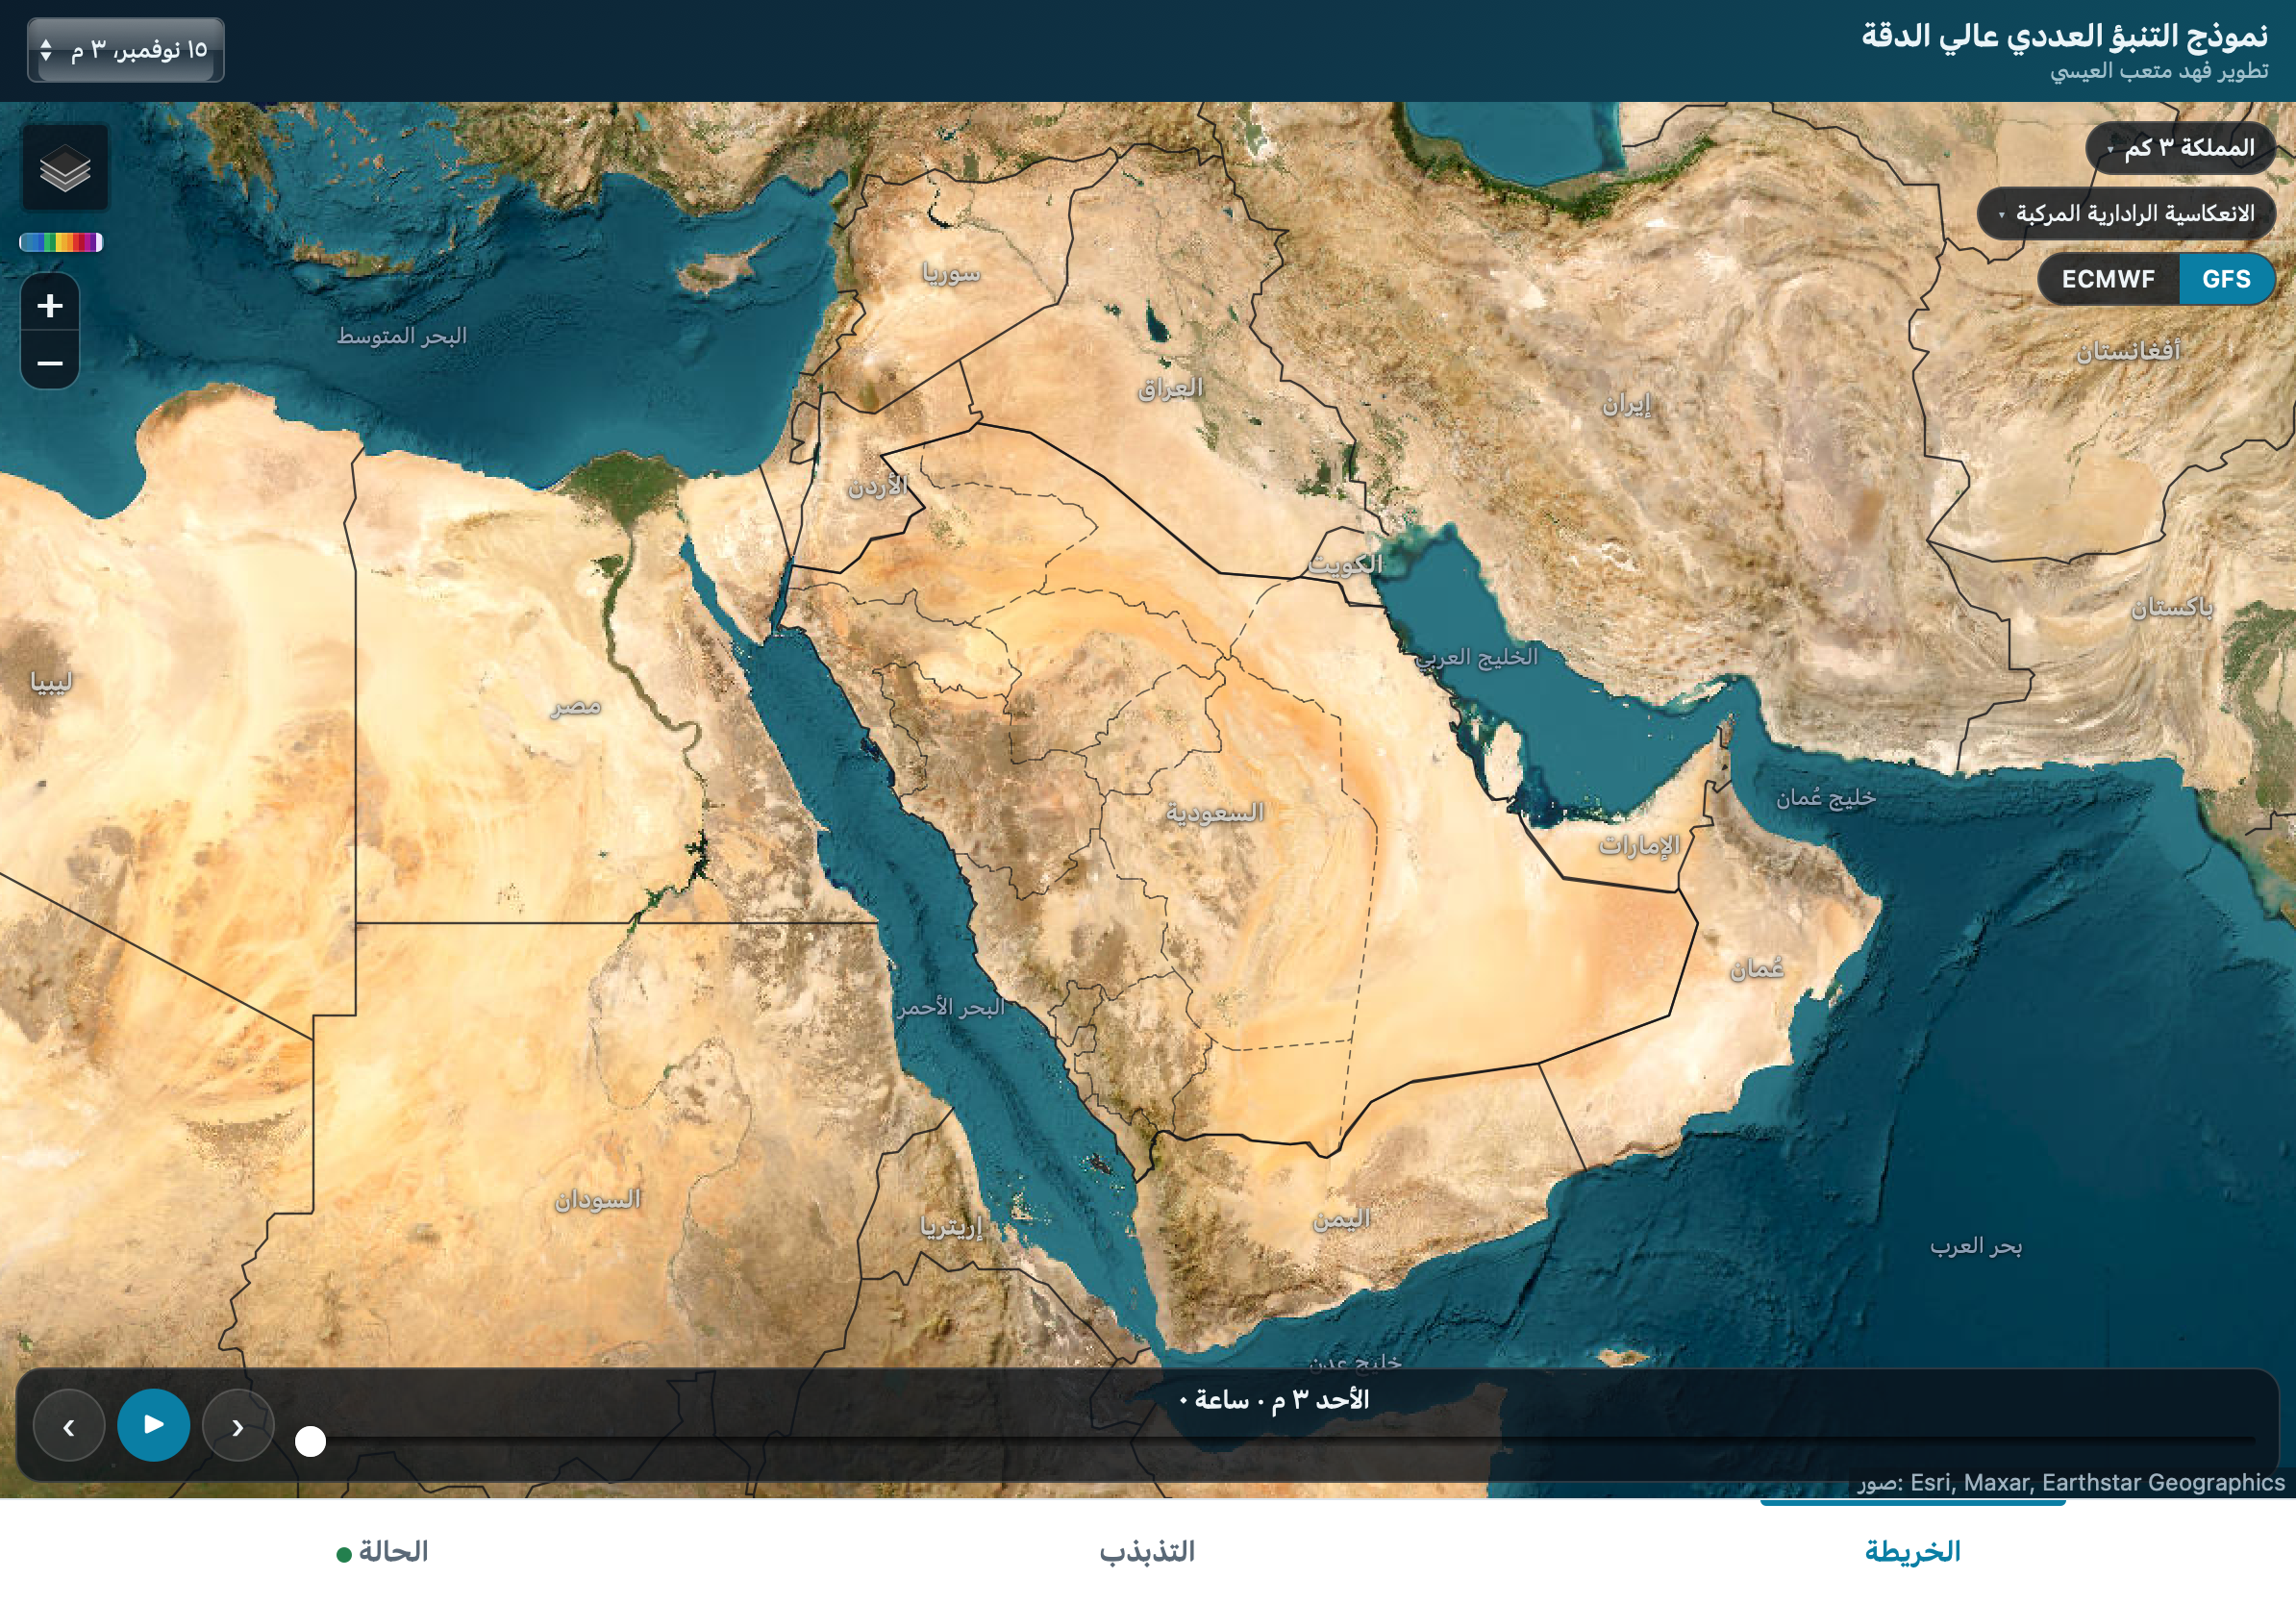 نموذج التنبؤ العددي عالي الدقة
تطوير فهد متعب العيسي
١٥ نوفمبر، ٣ م
المملكة ٣ كم
الانعكاسية الرادارية المركبة
ECMWF
GFS
+
−
سوريا
البحر المتوسط
العراق
إيران
أفغانستان
الأردن
الكويت
باكستان
الخليج العربي
ليبيا
مصر
السعودية
خليج عُمان
الإمارات
عُمان
البحر الأحمر
السودان
إريتريا
اليمن
بحر العرب
خليج عدن
الأحد ٣ م · ساعة ٠
صور: Esri, Maxar, Earthstar Geographics
الخريطة
التذبذب
الحالة